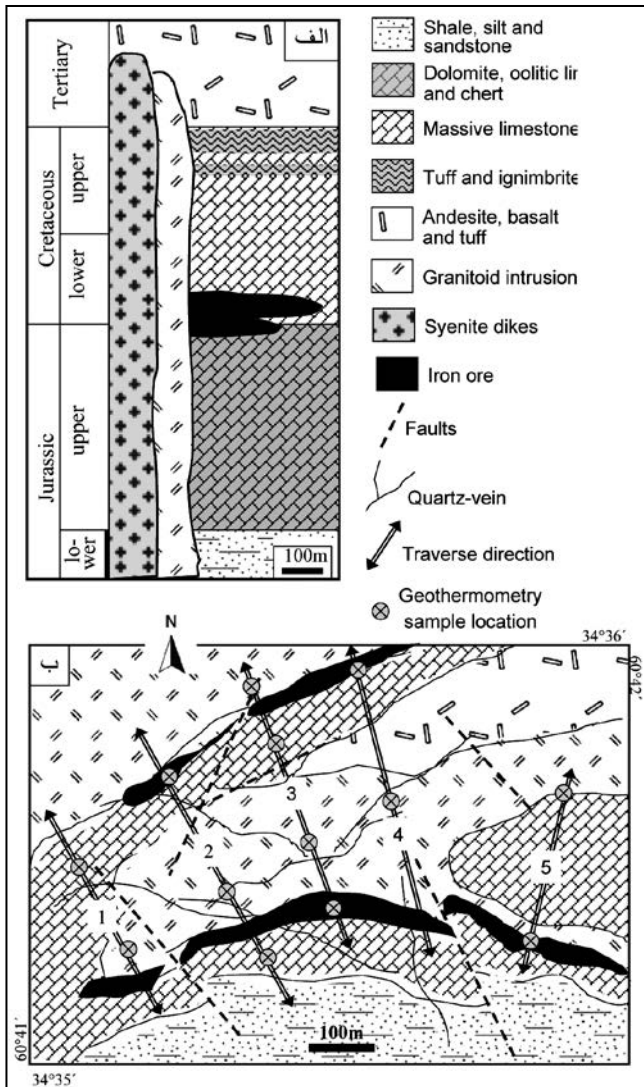 الف
Tertiary
Cretaceous
upper
lower
Jurassic
upper
lo-
wer
100m
Shale, silt and
sandstone
Dolomite, oolitic lir
and chert
Massive limestone
Tuff and ignimbrite
Andesite, basalt
and tuff
Granitoid intrusion
Syenite dikes
Iron ore
Faults
Quartz-vein
Traverse direction
Geothermometry
sample location
N
34°36´
60°42´
1
2
3
4
5
100m
60°41´
34°35´